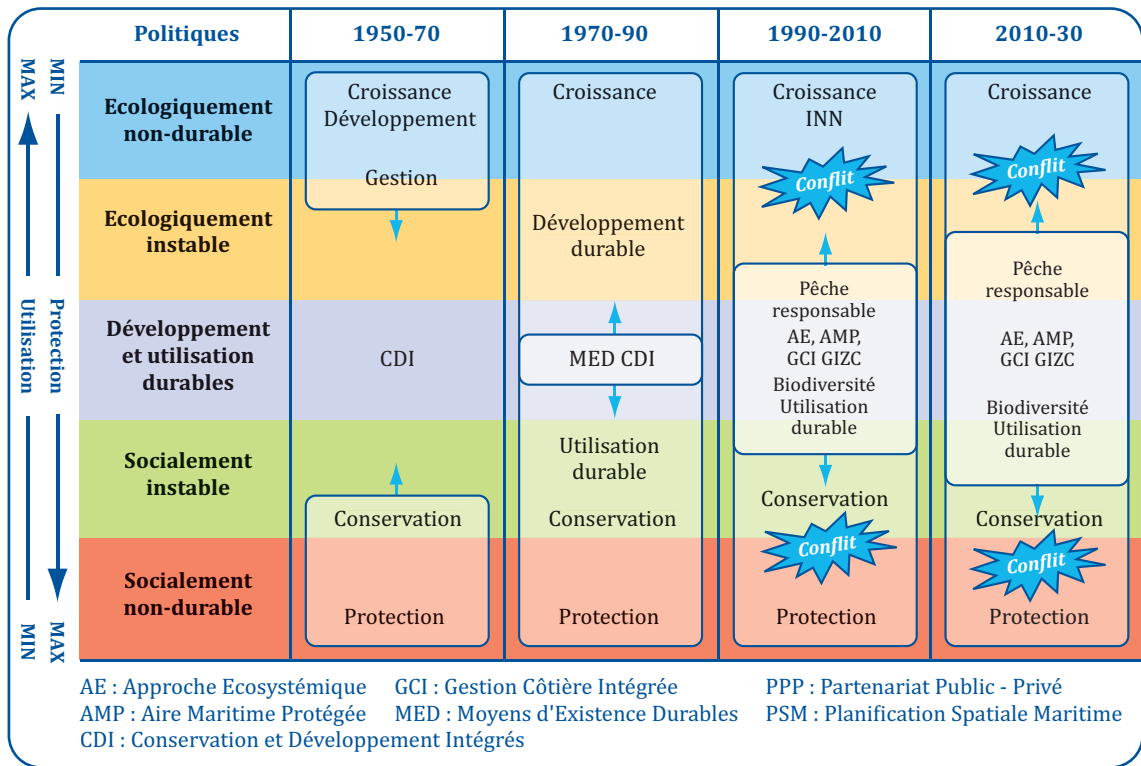 Politiques
1950-70
1970-90
1990-2010
2010-30
MAX
MIN
Utilisation
Protection
MIN
MAX
Ecologiquement
non-durable
Croissance
Développement
Gestion
Croissance
Croissance
INN
Conflit
Croissance
Conflit
Ecologiquement
instable
Développement
durable
Pêche
responsable
Pêche
responsable
Développement
et utilisation
durables
CDI
MED CDI
AE, AMP,
GCI GIZC
Biodiversité
Utilisation
durable
AE, AMP,
GCI GIZC
Biodiversité
Utilisation
durable
Socialement
instable
Conservation
Utilisation
durable
Conservation
Conservation
Conflit
Conservation
Conflit
Socialement
non-durable
Protection
Protection
Protection
Protection
AE : Approche Ecosystémique
GCI : Gestion Côtière Intégrée
PPP : Partenariat Public - Privé
AMP : Aire Maritime Protégée
MED : Moyens d'Existence Durables
PSM : Planification Spatiale Maritime
CDI : Conservation et Développement Intégrés